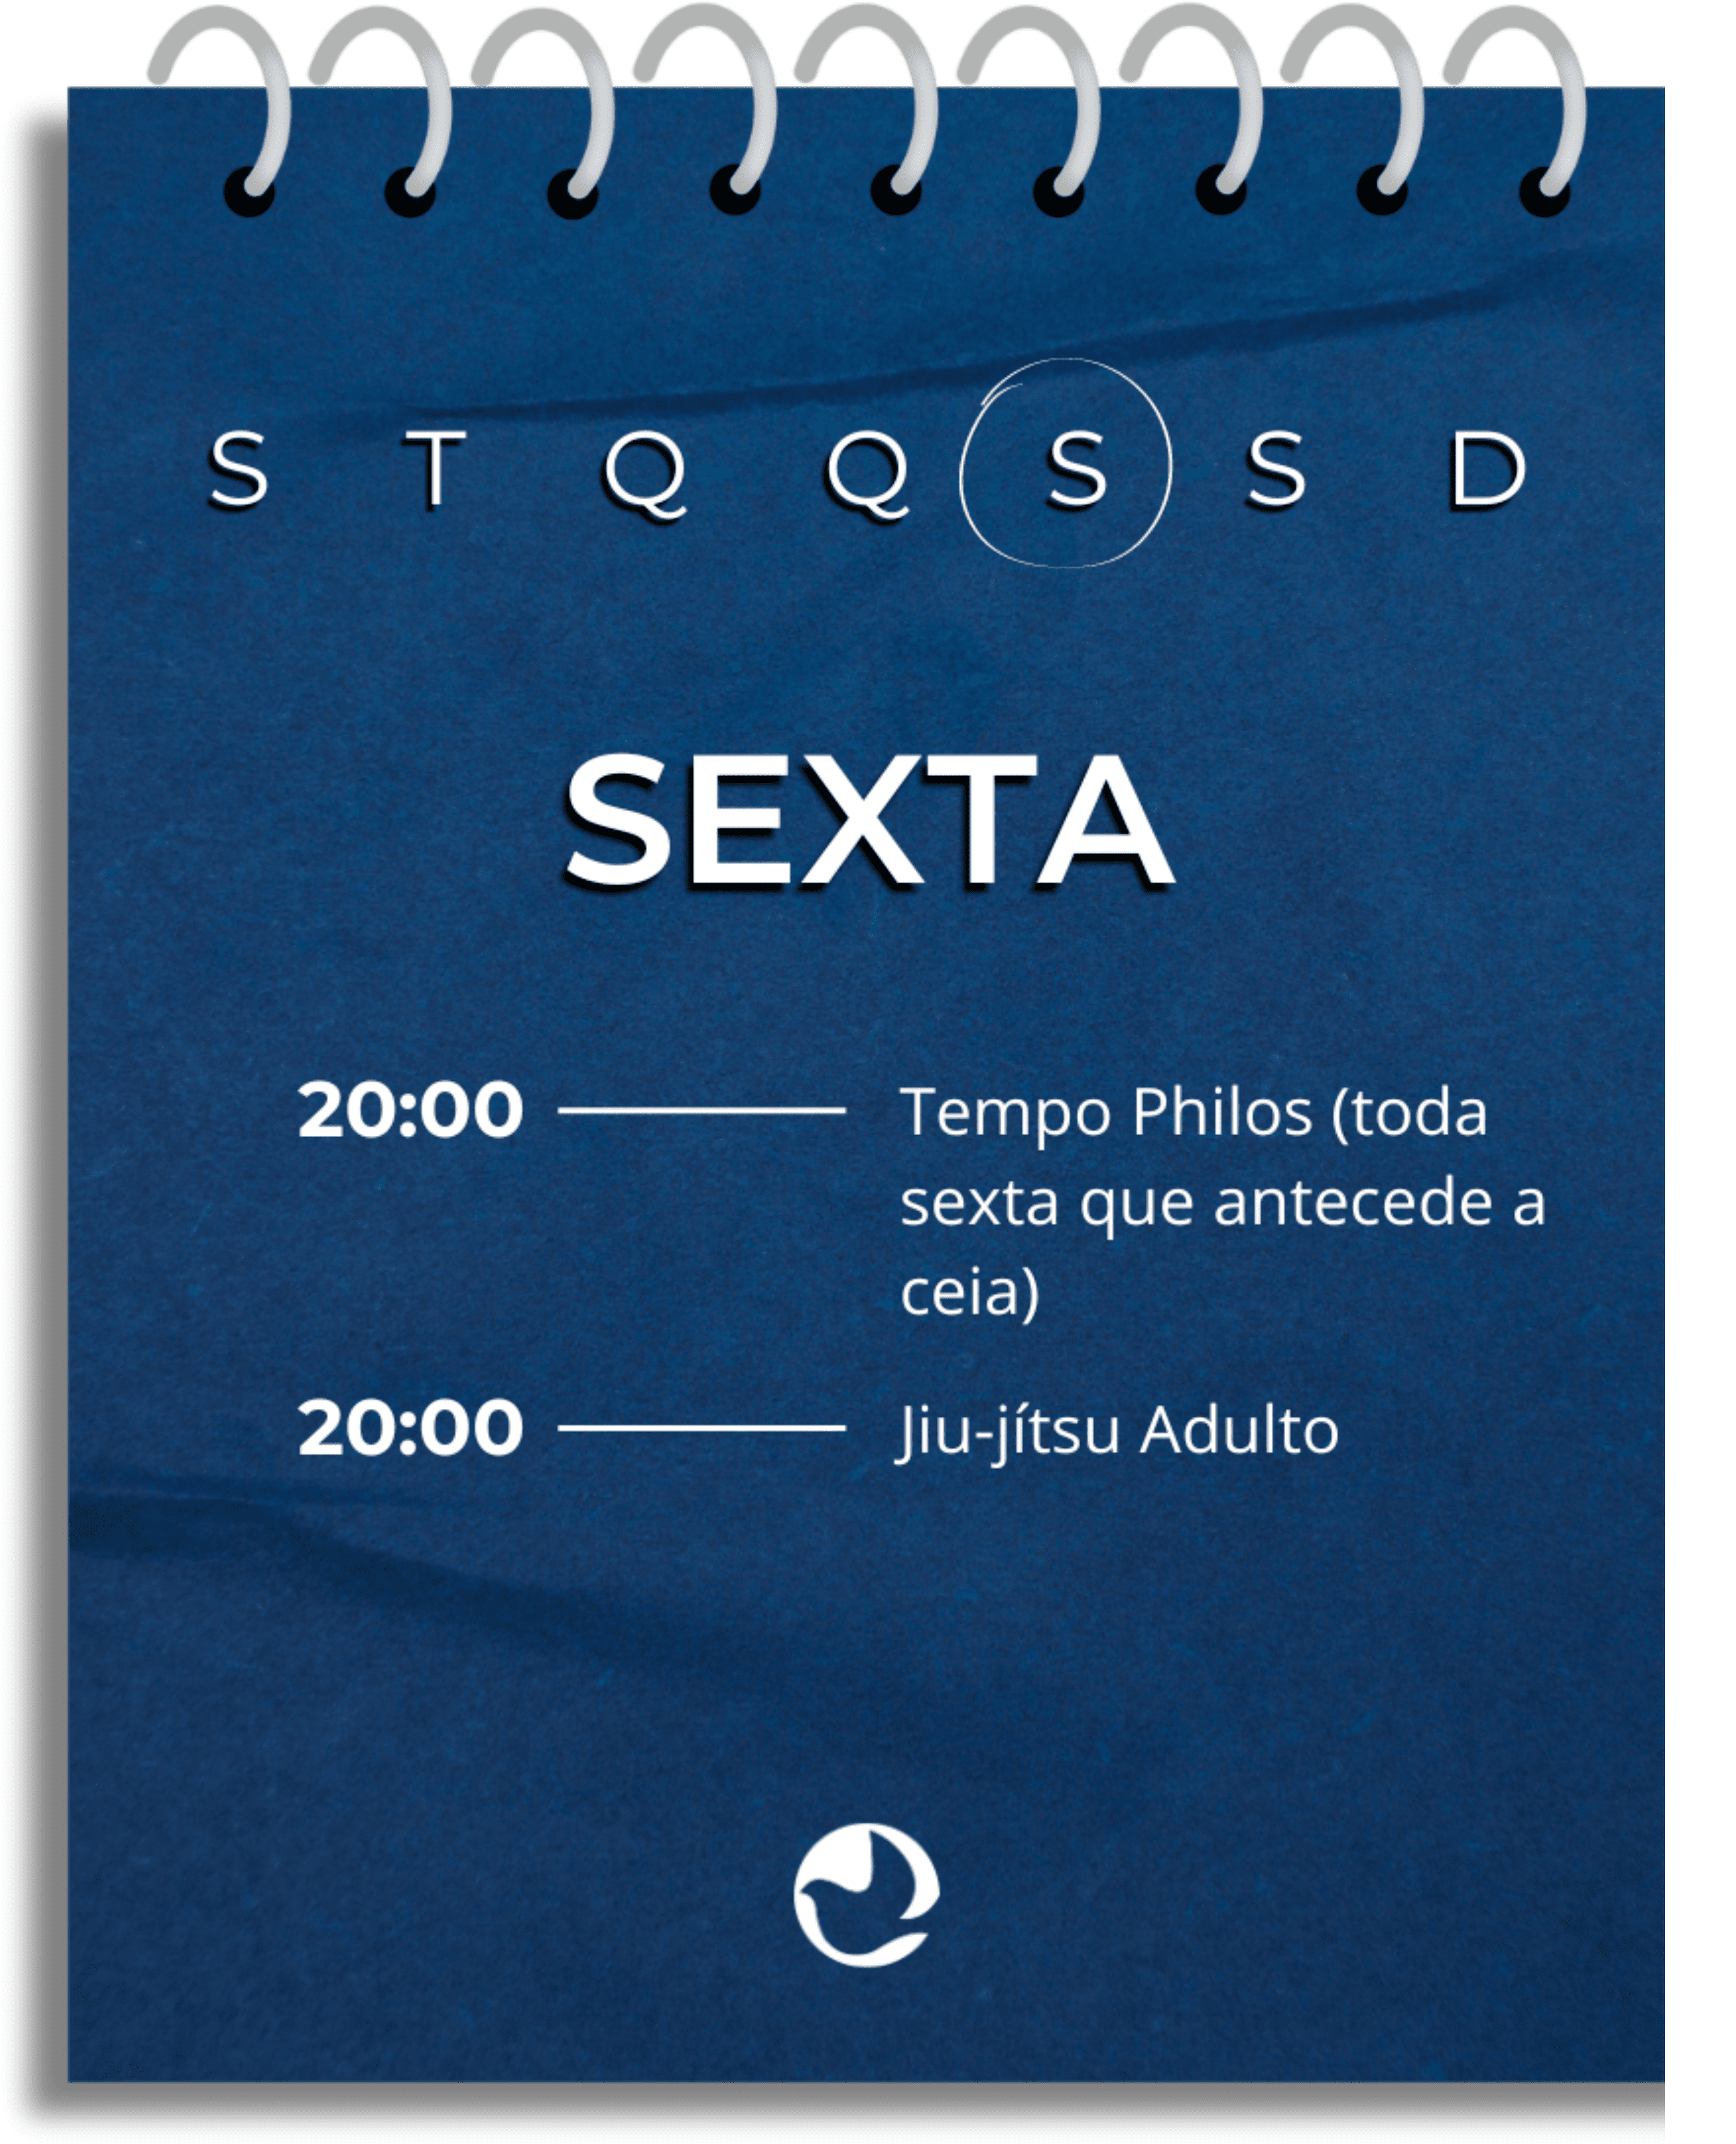 S T Q Q S S D
SEXTA
20:00 Tempo Philos (toda
sexta que antecede a
ceia)
20:00 Jiu-jítsu Adulto